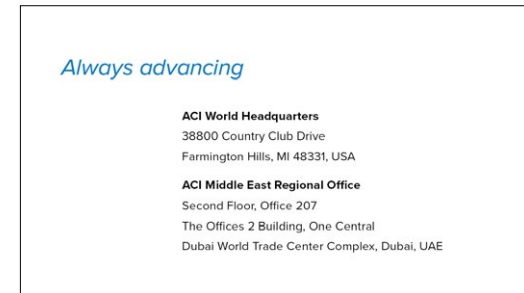 Always advancing
ACI World Headquarters
38800 Country Club Drive
Farmington Hills, MI 48331, USA
ACI Middle East Regional Office
Second Floor, Office 207
The Offices 2 Building, One Central
Dubai World Trade Center Complex, Dubai, UAE